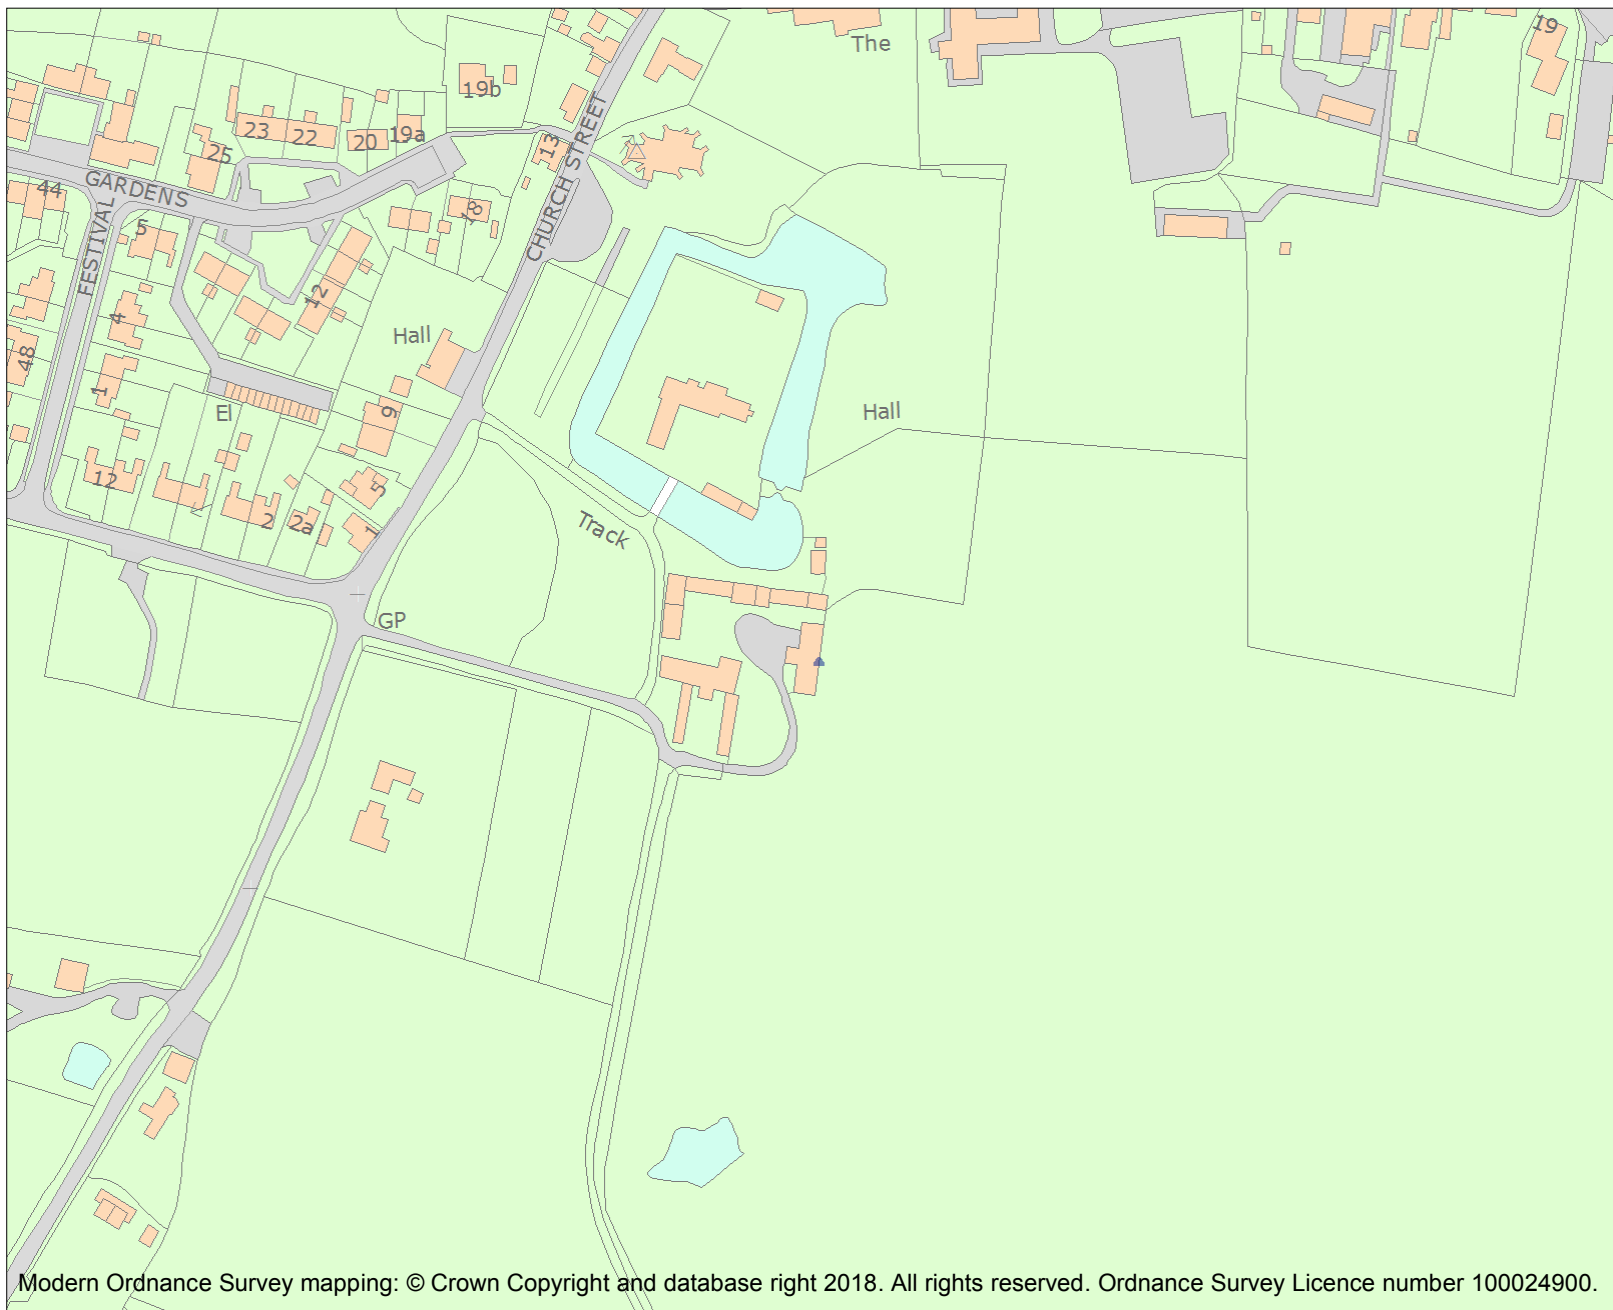 The
19
19b
23
22
20
19a
13
25
CHURCH STREET
44
GARDENS
FESTIVAL
5
18
12
4
Hall
48
1
El
9
Hall
12
5
2
2a
1
Track
GP
Modern Ordnance Survey mapping: © Crown Copyright and database right 2018. All rights reserved. Ordnance Survey Licence number 100024900.